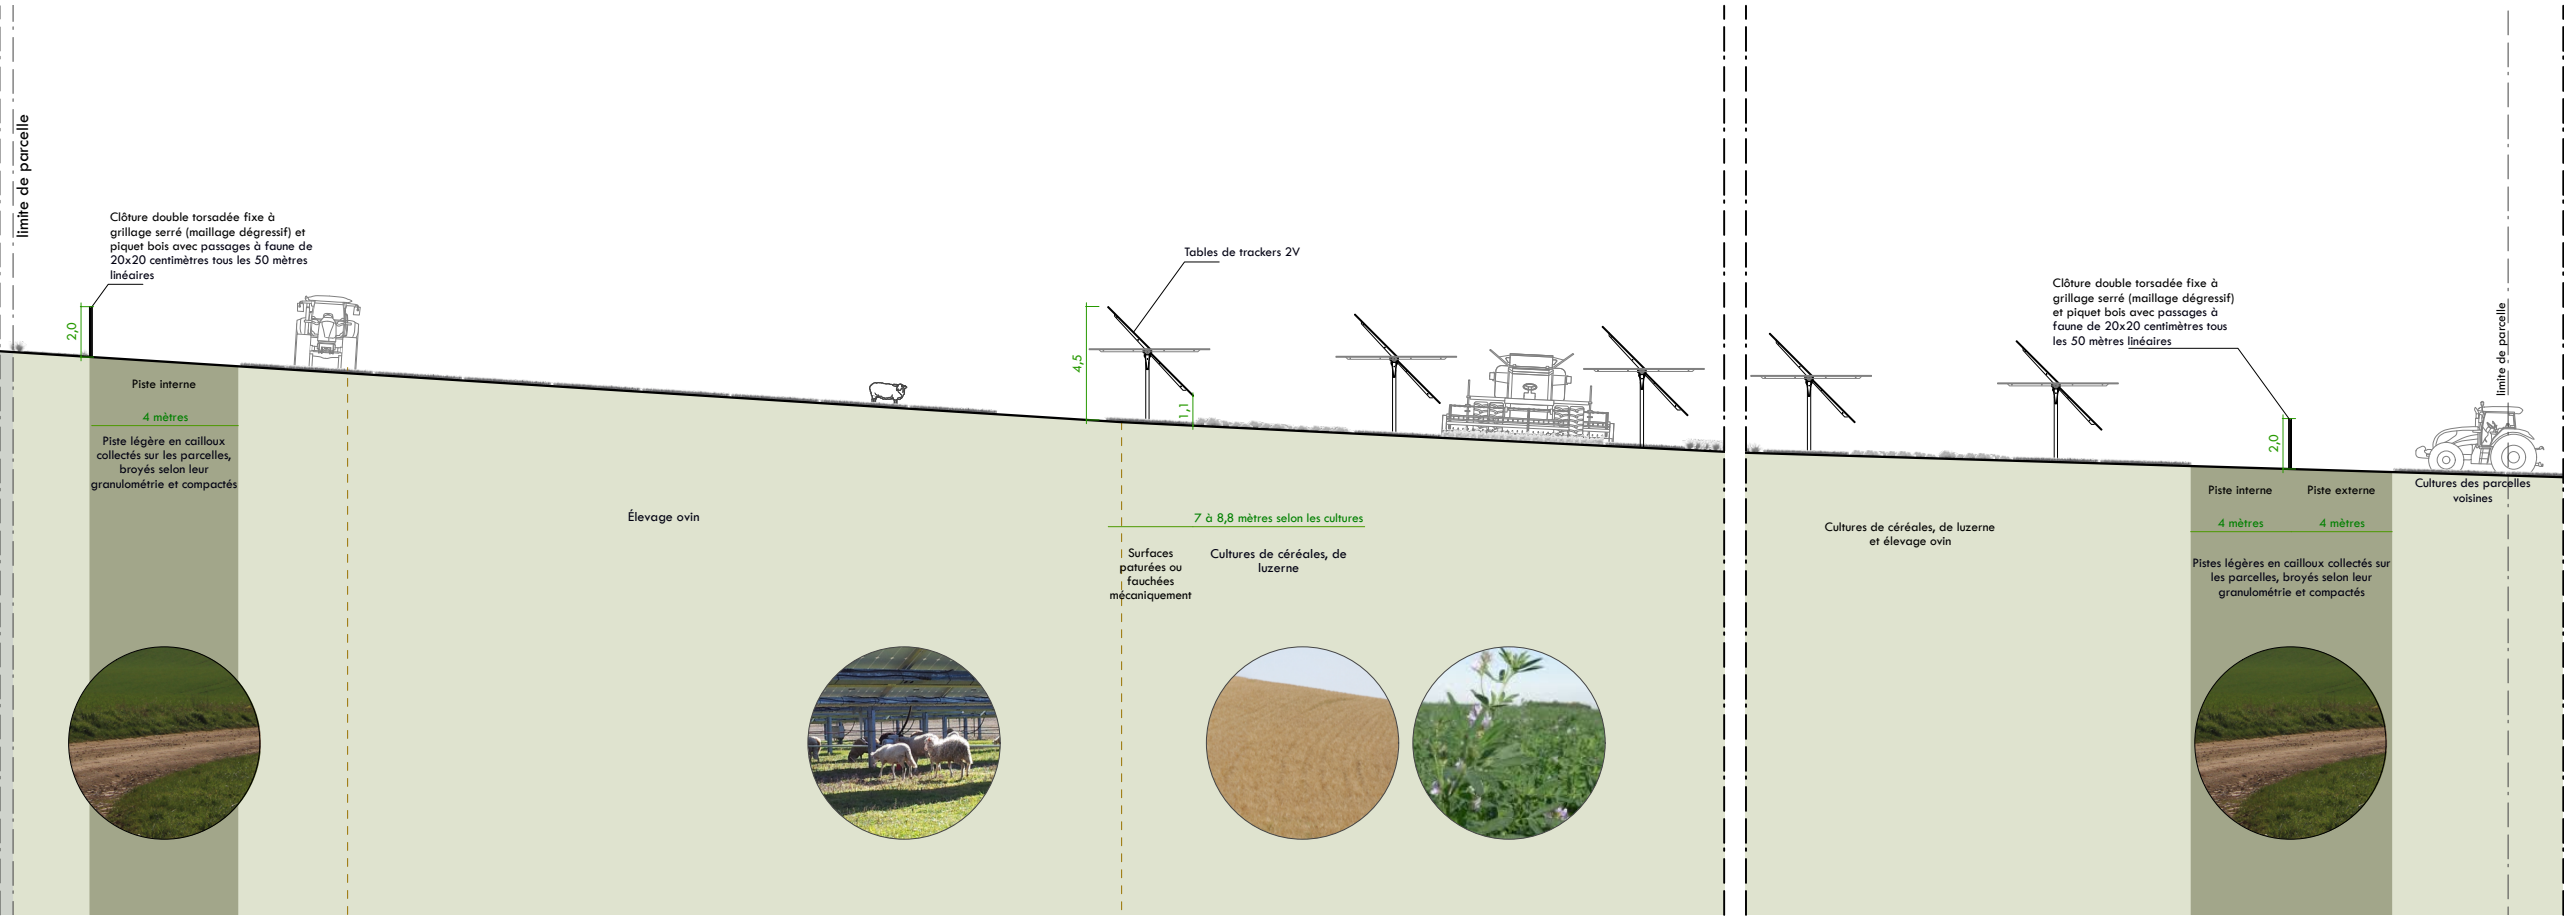 limite de parcelle
Clôture double torsadée fixe à
grillage serré (maillage dégressif) et
piquet bois avec passages à faune de
20x20 centimètres tous les 50 mètres
linéaires
2,0
Piste interne
4 mètres
Piste légère en cailloux
collectés sur les parcelles,
broyés selon leur
granulométrie et compactés
Élevage ovin
Tables de trackers 2V
4,5
1,1
7 à 8,8 mètres selon les cultures
Surfaces
paturées ou
fauchées
mécaniquement
Cultures de céréales, de
luzerne
Cultures de céréales, de luzerne
et élevage ovin
Clôture double torsadée fixe à
grillage serré (maillage dégressif)
et piquet bois avec passages à
faune de 20x20 centimètres tous
les 50 mètres linéaires
2,0
Piste interne
4 mètres
Piste externe
4 mètres
Pistes légères en cailloux collectés sur
les parcelles, broyés selon leur
granulométrie et compactés
limite de parcelle
Cultures des parcelles
voisines